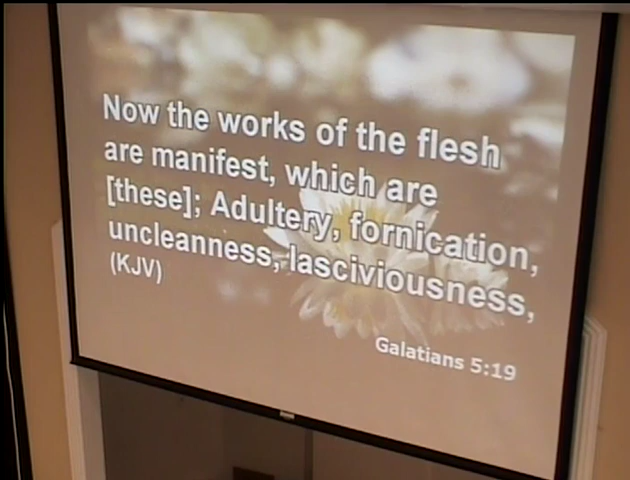 Now the works of the flesh
are manifest, which are
[these]; Adultery, fornication,
uncleanness, lasciviousness,
(KJV)
Galatians 5:19